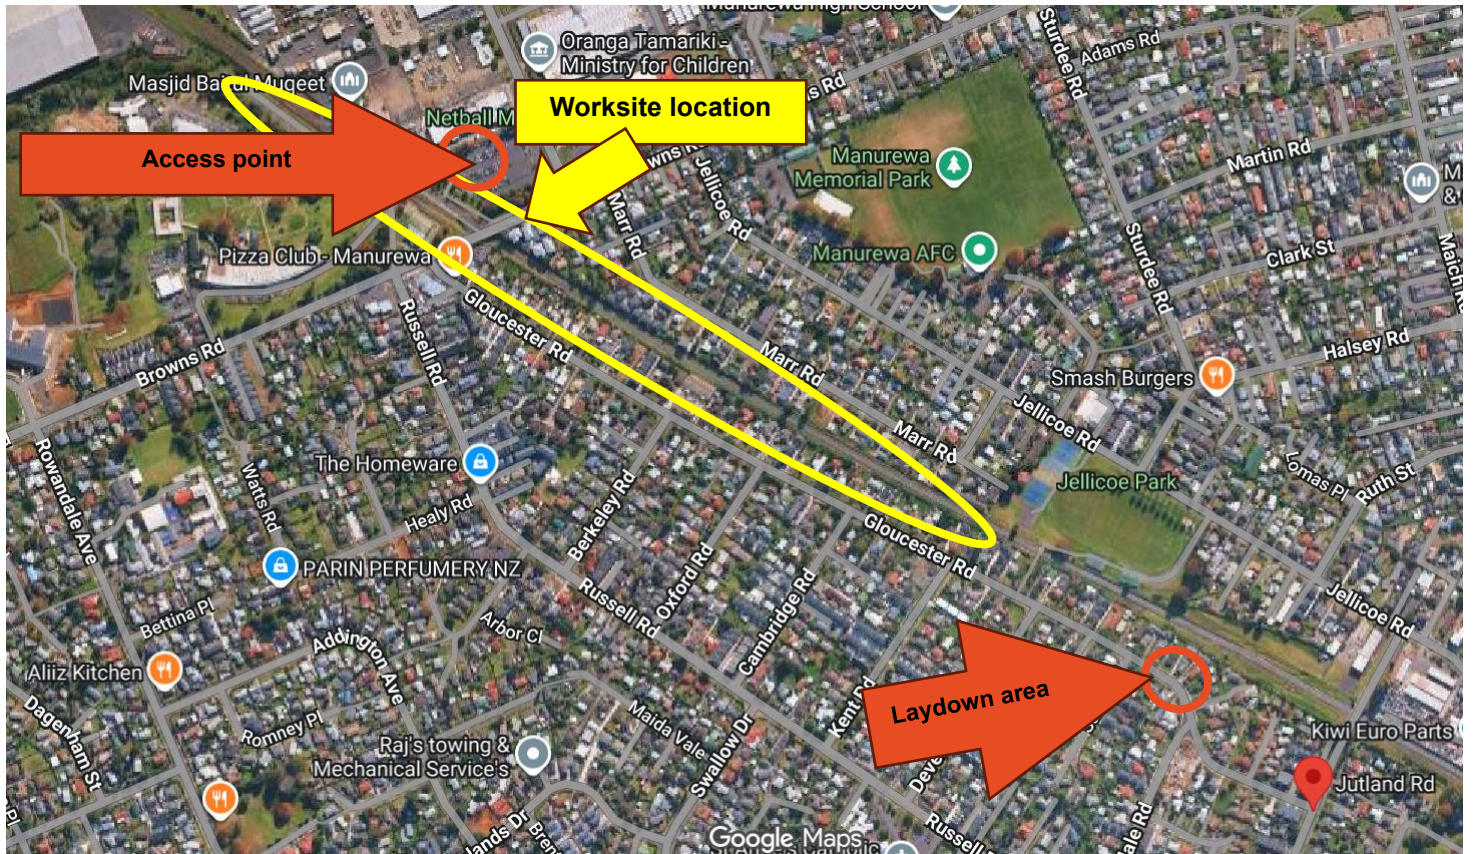 Manurewa High School
Oranga Tamariki -
Ministry for Children
Sturdee Rd
Adams Rd
Masjid Baitul Muqeet
Worksite location
Netball M
Access point
Browns Rd
Jellicoe Rd
Manurewa
Memorial Park
Martin Rd
Marr Rd
Manurewa AFC
Sturdee Rd
Clark St
Pizza Club - Manurewa
Gloucester Rd
Russell Rd
Browns Rd
Marr Rd
Halsey Rd
Smash Burgers
Jellicoe Rd
Marr Rd
Rowandale Ave
The Homeware
Watts Rd
Healy Rd
Berkeley Rd
Jellicoe Park
Lomas Pl
Ruth St
Gloucester Rd
PARIN PERFUMERY NZ
Oxford Rd
Russell Rd
Cambridge Rd
Jellicoe Rd
Bettina Pl
Addington Ave
Arbor Cl
Aliiz Kitchen
Laydown area
Kent Rd
Dagenham St
Romney Pl
Maida Vale
Swallow Dr
Raj's towing &
Mechanical Service's
Kiwi Euro Parts
Jutland Rd
Russell
Google Maps